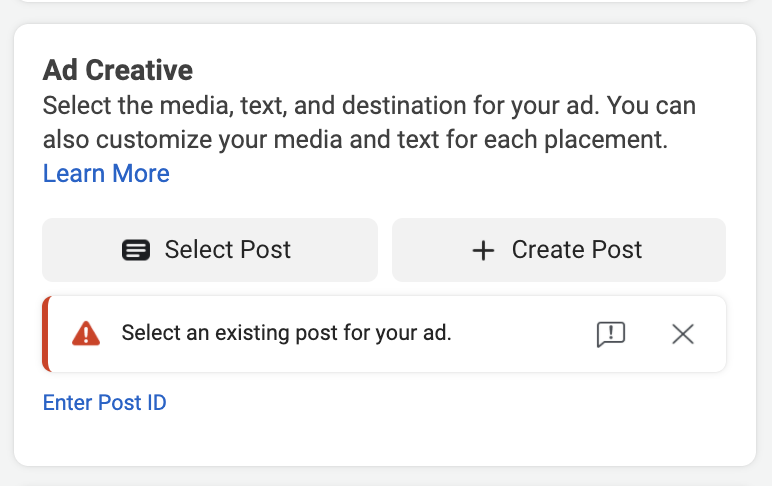 Ad Creative
Select the media, text, and destination for your ad. You can
also customize your media and text for each placement.
Learn More
Select Post
Create Post
Select an existing post for your ad.
Enter Post ID